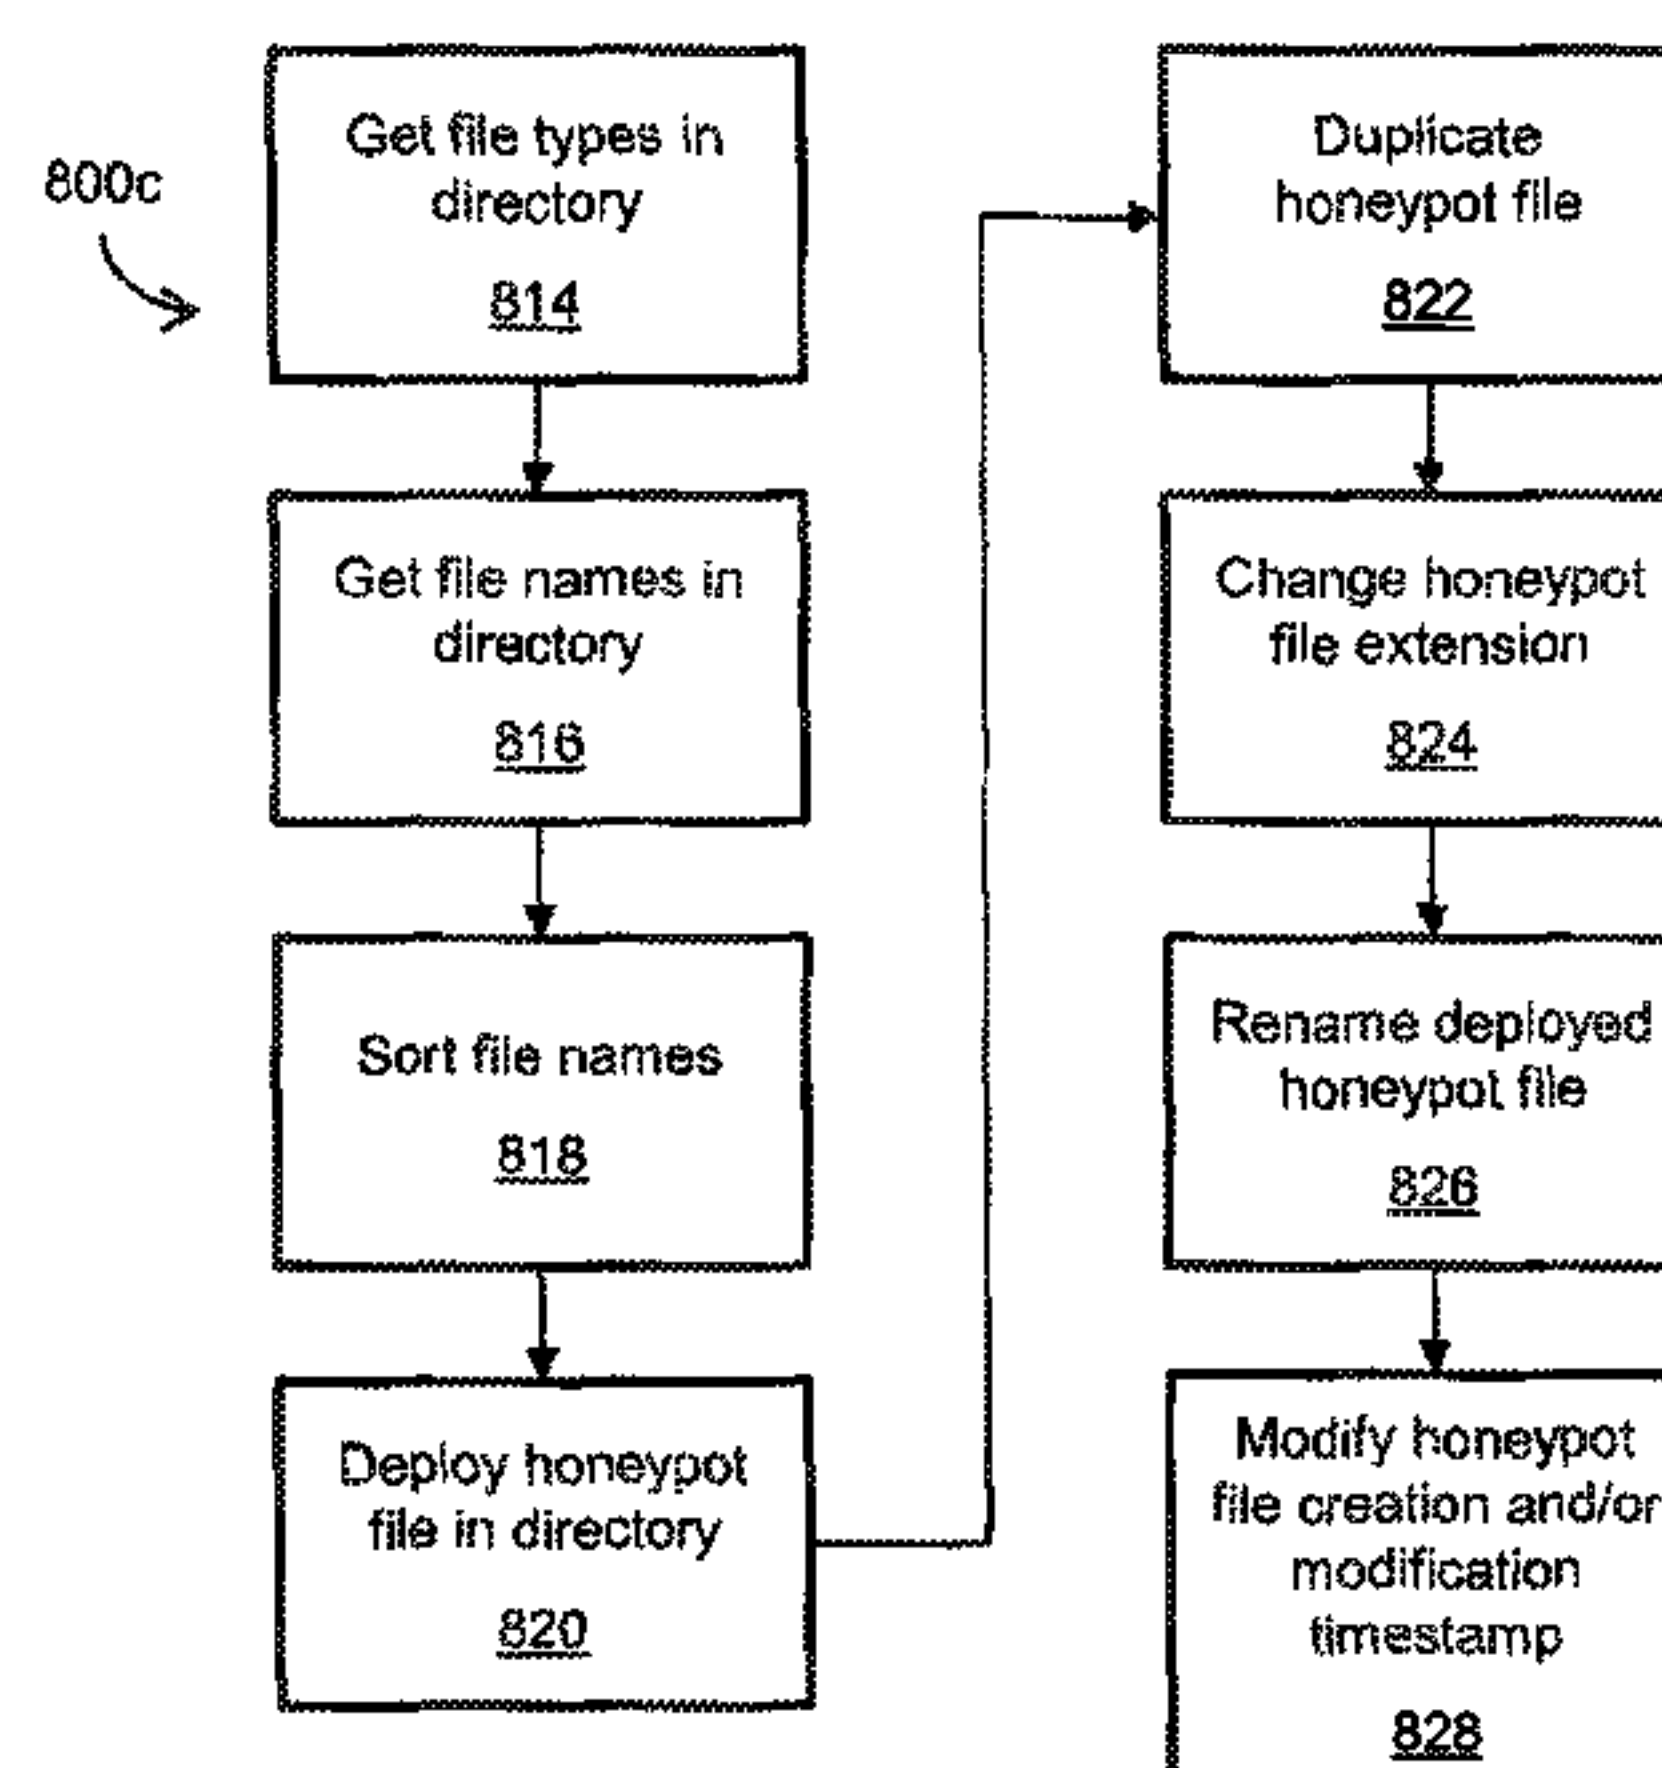 800c
Get file types in
directory
814
Get file names in
directory
816
Sort file names
818
Deploy honeypot
file in directory
820
Duplicate
honeypot file
822
Change honeypot
file extension
824
Rename deployed
honeypot file
826
Modify honeypot
file creation and/or
modification
timestamp
828